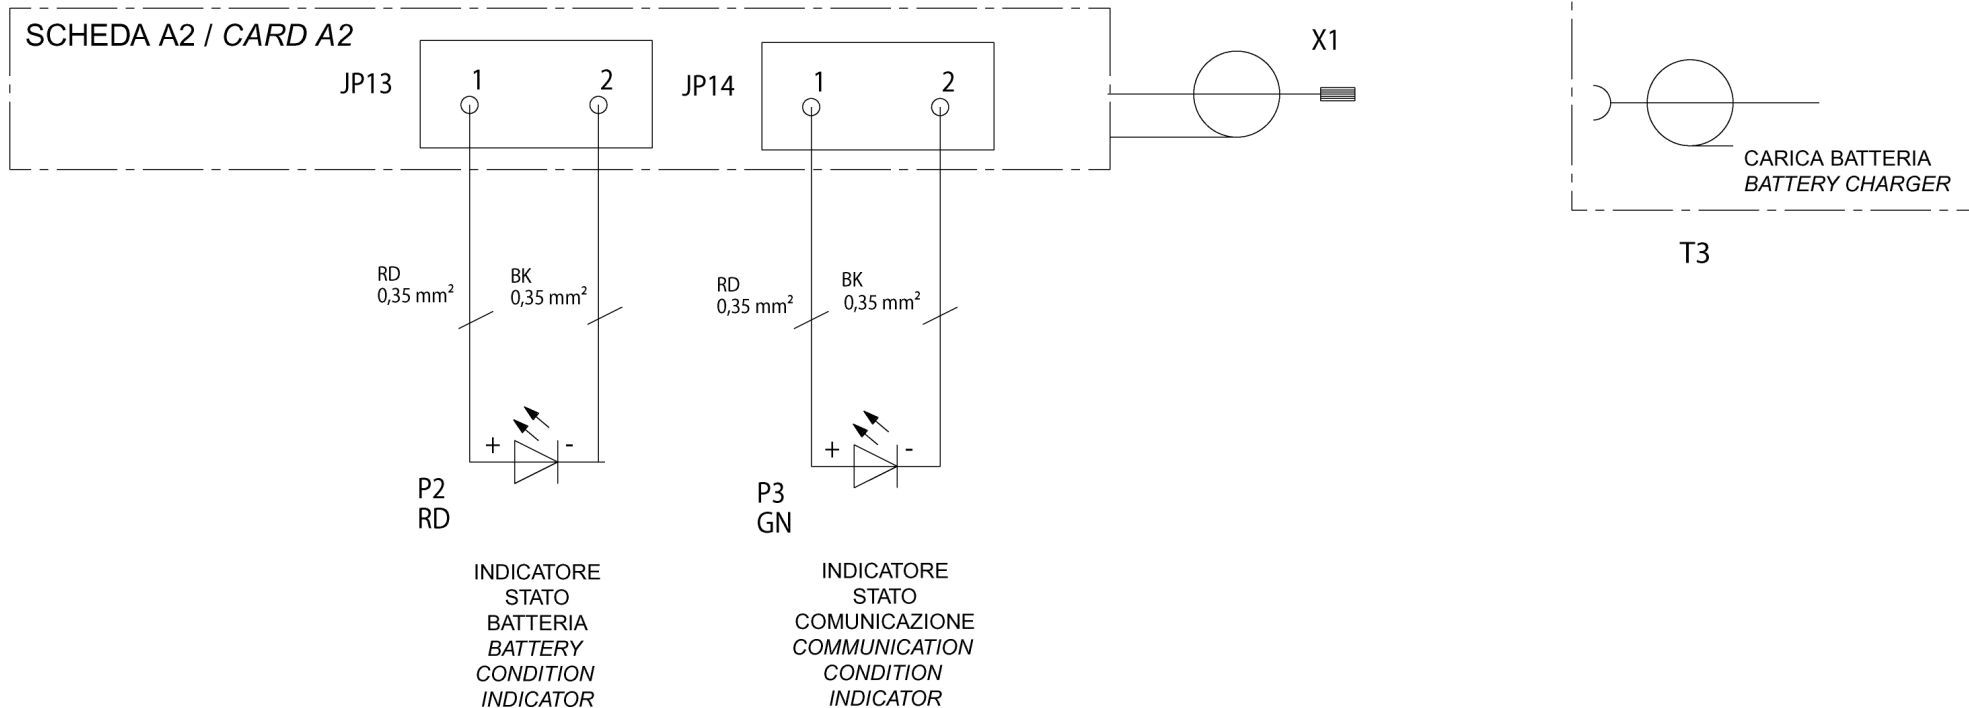 SCHEDA A2 / CARD A2
JP13
1
2
JP14
1
2
X1
CARICA BATTERIA
BATTERY CHARGER
T3
RD
0,35 mm²
BK
0,35 mm²
RD
0,35 mm²
BK
0,35 mm²
+
-
P2
RD
+
-
P3
GN
INDICATORE
STATO
BATTERIA
BATTERY
CONDITION
INDICATOR
INDICATORE
STATO
COMUNICAZIONE
COMMUNICATION
CONDITION
INDICATOR